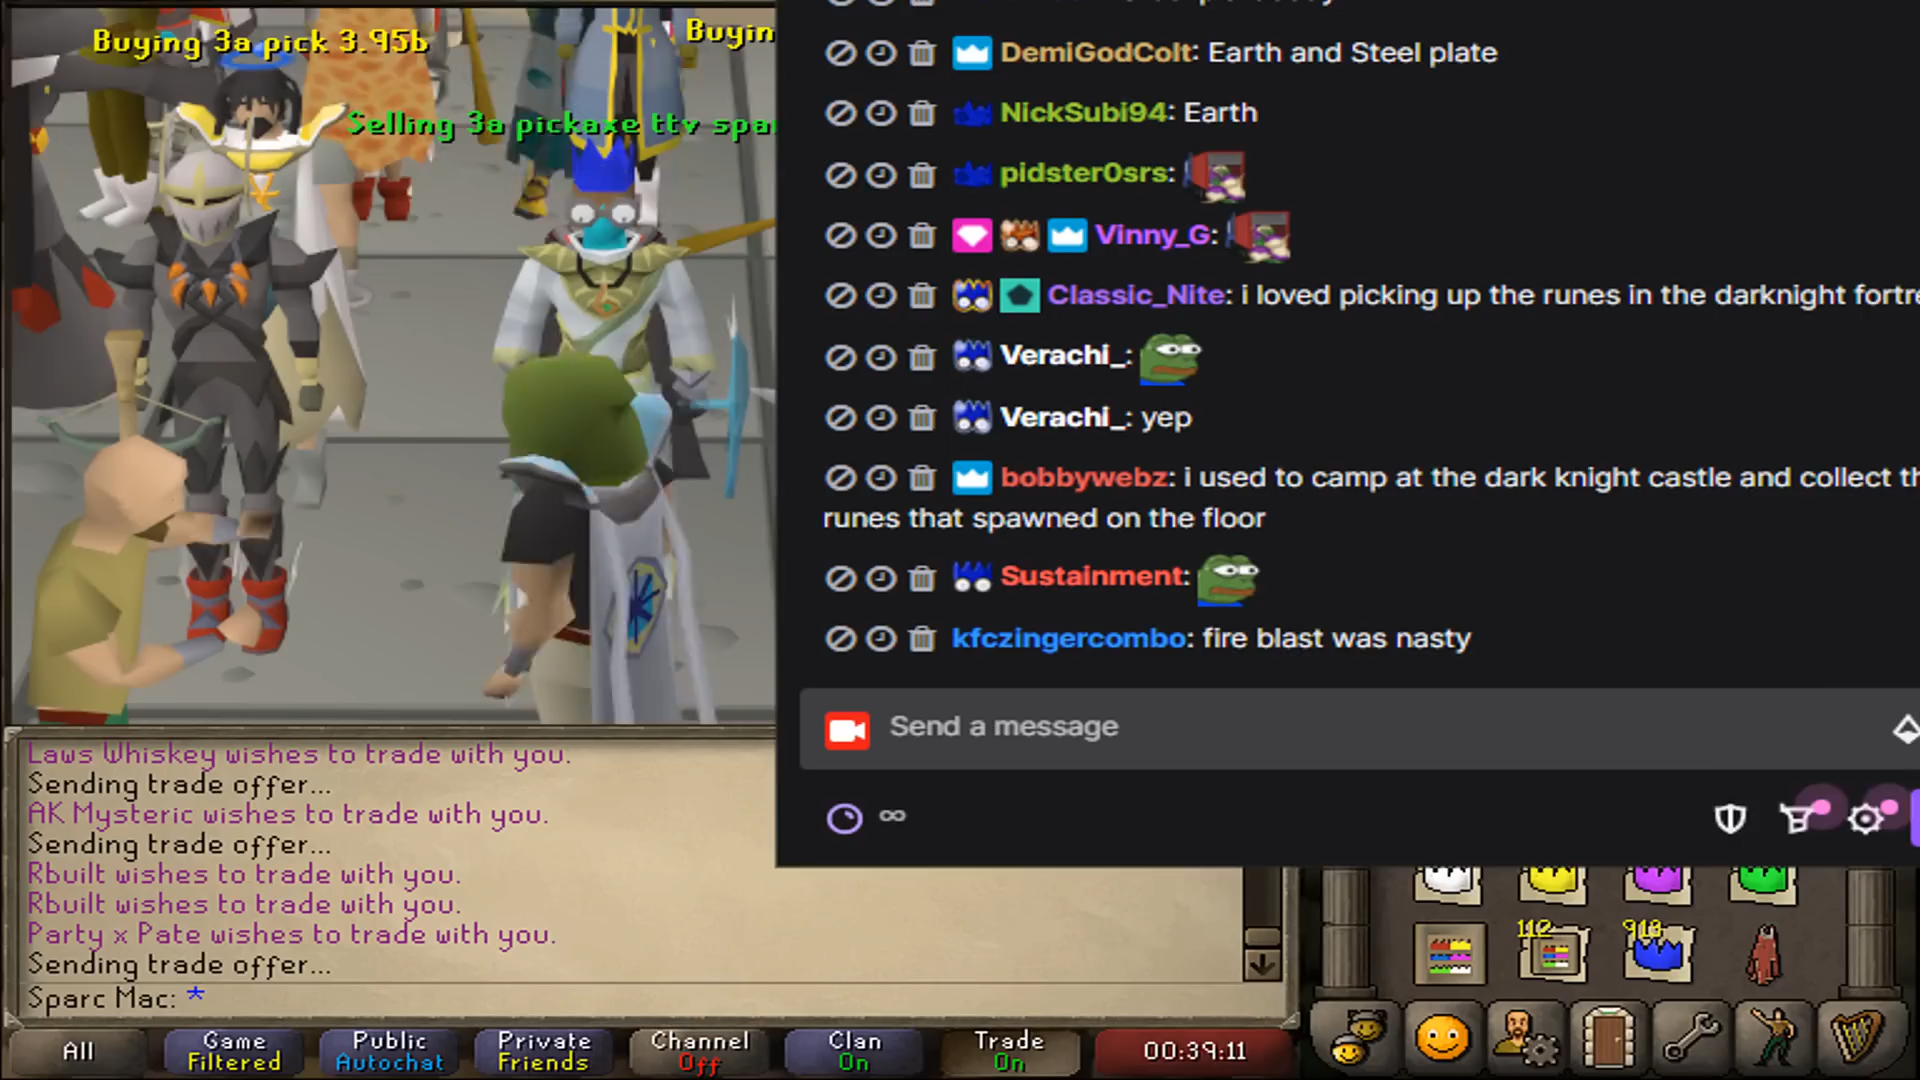 Buying 3a pick 3.95b
Buyin
Selling 3a pickaxe ttv spa
DemiGodColt: Earth and Steel plate
NickSubi94: Earth
pidster0srs:
Vinny_G:
Classic_Nite: i loved picking up the runes in the darknight fortre
Verachi_:
Verachi_: yep
bobbywebz: i used to camp at the dark knight castle and collect th
runes that spawned on the floor
Sustainment:
kfczingercombo: fire blast was nasty
Send a message
∞
Laws Whiskey wishes to trade with you.
Sending trade offer...
AK Mysteric wishes to trade with you.
Sending trade offer...
Rbuilt wishes to trade with you.
Rbuilt wishes to trade with you.
Party x Pate wishes to trade with you.
Sending trade offer...
Sparc Mac: *
112
913
All
Game
Filtered
Public
Autochat
Private
Friends
Channel
Off
Clan
On
Trade
On
00:39:11